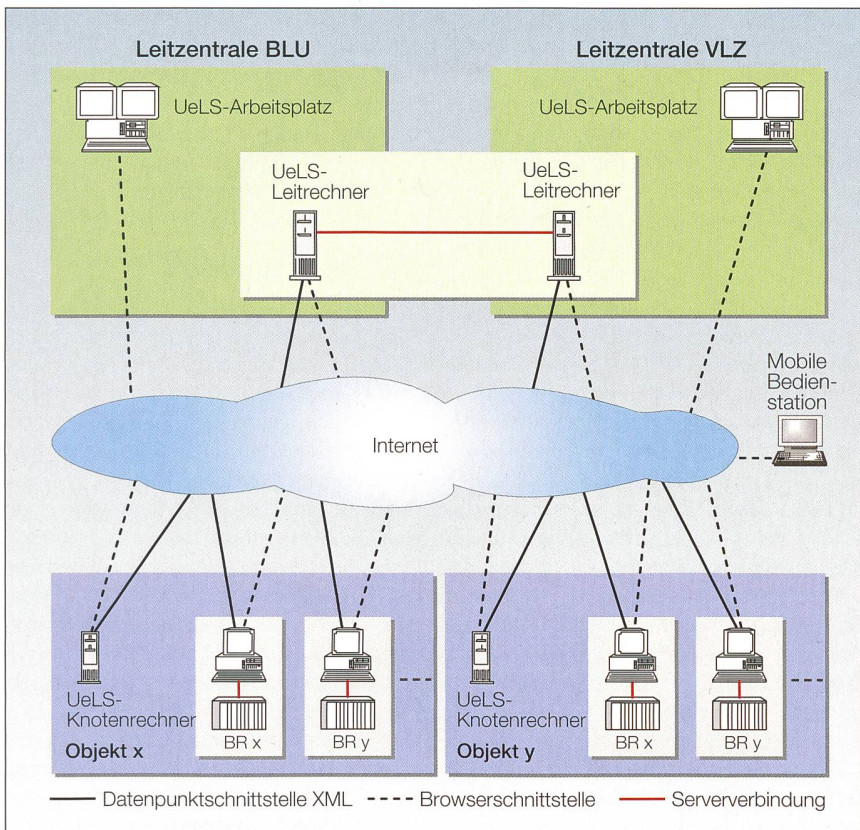 Leitzentrale BLU
Leitzentrale VLZ
UeLS-Arbeitsplatz
UeLS-Arbeitsplatz
UeLS-
Leitrechner
UeLS-
Leitrechner
Mobile
Bedien-
station
Internet
UeLS-
Knotenrechner
Objekt x
BR x
BR y
UeLS-
Knotenrechner
Objekt y
BR x
BR y
Datenpunktschnittstelle XML
Browserschnittstelle
Serververbindung